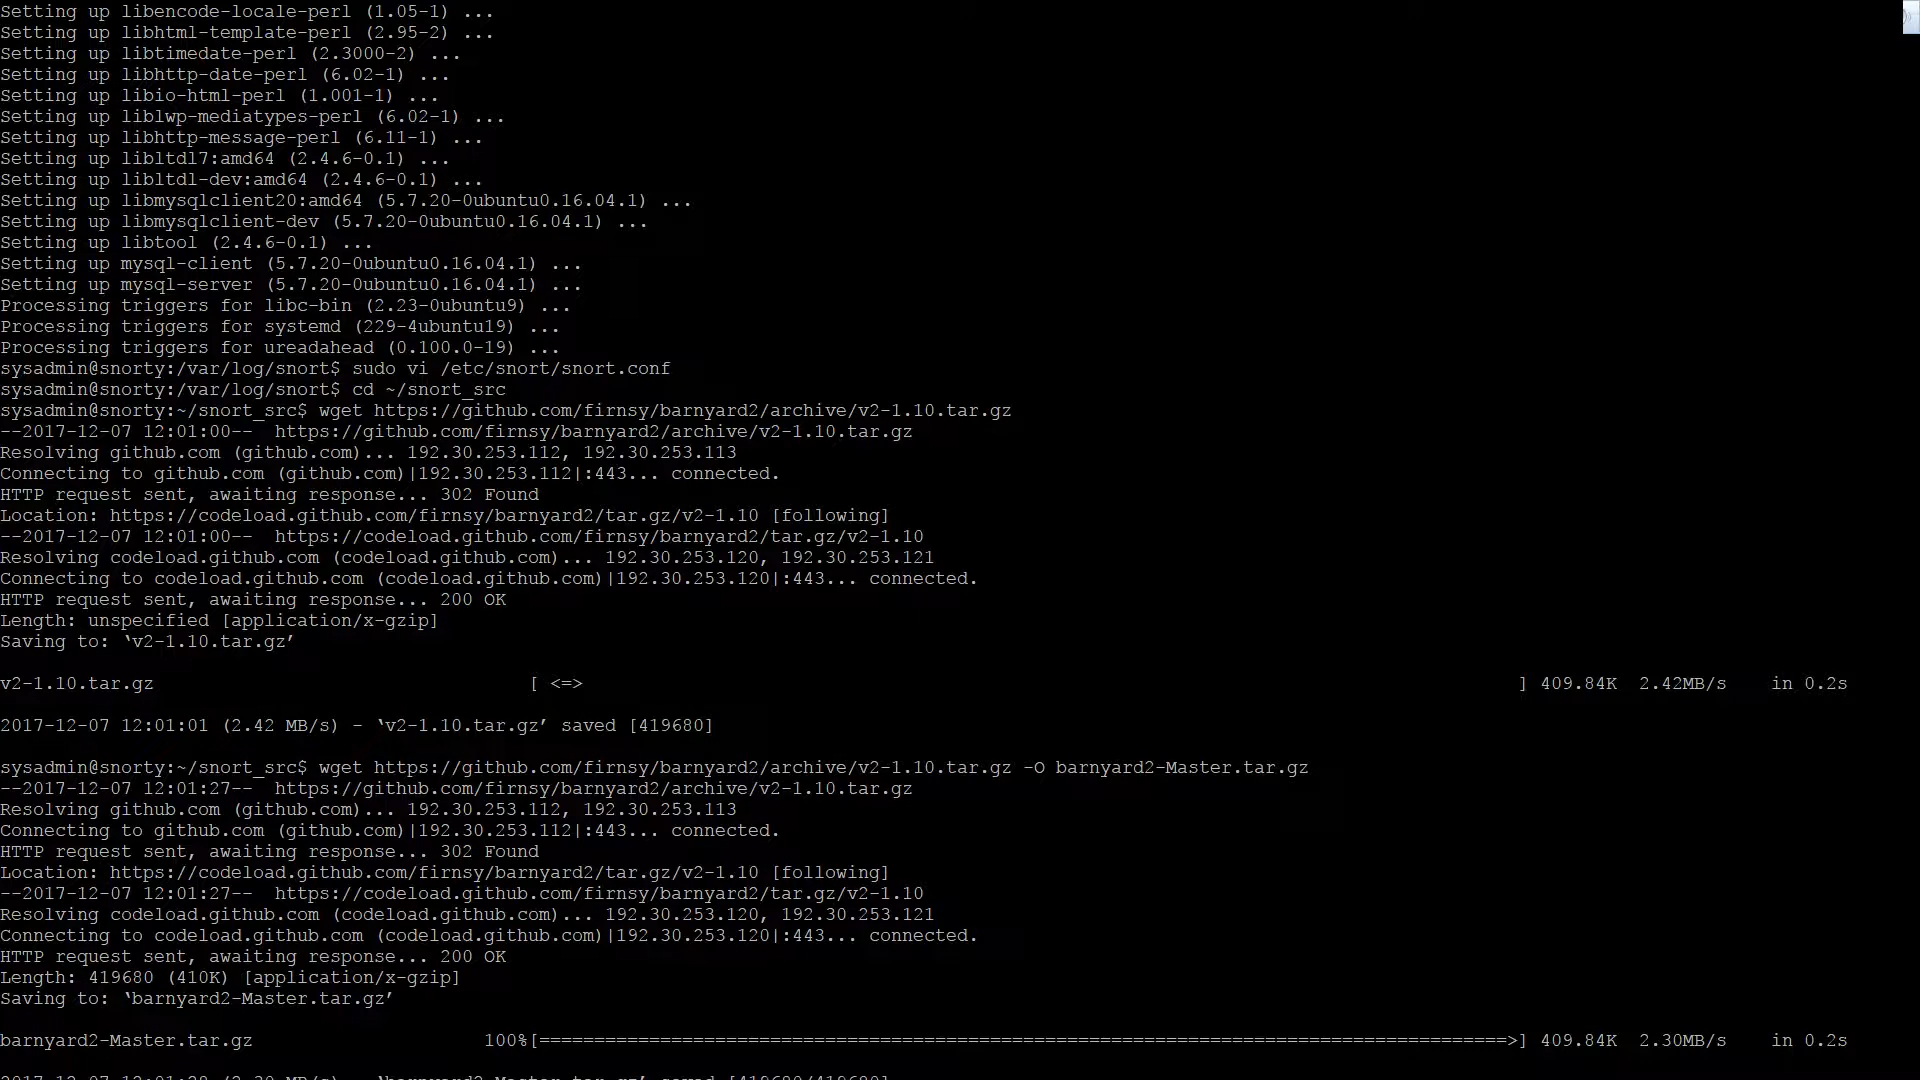 Setting up libencode-locale-perl (1.05-1) ...
Setting up libhtml-template-perl (2.95-2) ...
Setting up libtimedate-perl (2.3000-2) ...
Setting up libhttp-date-perl (6.02-1) ...
Setting up libio-html-perl (1.001-1) ...
Setting up liblwp-mediatypes-perl (6.02-1) ...
Setting up libhttp-message-perl (6.11-1) ...
Setting up libltdl7:amd64 (2.4.6-0.1) ...
Setting up libltdl-dev:amd64 (2.4.6-0.1) ...
Setting up libmysqlclient20:amd64 (5.7.20-0ubuntu0.16.04.1) ...
Setting up libmysqlclient-dev (5.7.20-0ubuntu0.16.04.1) ...
Setting up libtool (2.4.6-0.1) ...
Setting up mysql-client (5.7.20-0ubuntu0.16.04.1) ...
Setting up mysql-server (5.7.20-0ubuntu0.16.04.1) ...
Processing triggers for libc-bin (2.23-0ubuntu9) ...
Processing triggers for systemd (229-4ubuntu19) ...
Processing triggers for ureadahead (0.100.0-19) ...
sysadmin@snorty:/var/log/snort$ sudo vi /etc/snort/snort.conf
sysadmin@snorty:/var/log/snort$ cd ~/snort_src
sysadmin@snorty:~/snort_src$ wget https://github.com/firnsy/barnyard2/archive/v2-1.10.tar.gz
--2017-12-07 12:01:00--  https://github.com/firnsy/barnyard2/archive/v2-1.10.tar.gz
Resolving github.com (github.com)... 192.30.253.112, 192.30.253.113
Connecting to github.com (github.com)|192.30.253.112|:443... connected.
HTTP request sent, awaiting response... 302 Found
Location: https://codeload.github.com/firnsy/barnyard2/tar.gz/v2-1.10 [following]
--2017-12-07 12:01:00--  https://codeload.github.com/firnsy/barnyard2/tar.gz/v2-1.10
Resolving codeload.github.com (codeload.github.com)... 192.30.253.120, 192.30.253.121
Connecting to codeload.github.com (codeload.github.com)|192.30.253.120|:443... connected.
HTTP request sent, awaiting response... 200 OK
Length: unspecified [application/x-gzip]
Saving to: ‘v2-1.10.tar.gz’
v2-1.10.tar.gz [ <=> ] 409.84K  2.42MB/s    in 0.2s
2017-12-07 12:01:01 (2.42 MB/s) - ‘v2-1.10.tar.gz’ saved [419680]
sysadmin@snorty:~/snort_src$ wget https://github.com/firnsy/barnyard2/archive/v2-1.10.tar.gz -O barnyard2-Master.tar.gz
--2017-12-07 12:01:27--  https://github.com/firnsy/barnyard2/archive/v2-1.10.tar.gz
Resolving github.com (github.com)... 192.30.253.112, 192.30.253.113
Connecting to github.com (github.com)|192.30.253.112|:443... connected.
HTTP request sent, awaiting response... 302 Found
Location: https://codeload.github.com/firnsy/barnyard2/tar.gz/v2-1.10 [following]
--2017-12-07 12:01:27--  https://codeload.github.com/firnsy/barnyard2/tar.gz/v2-1.10
Resolving codeload.github.com (codeload.github.com)... 192.30.253.120, 192.30.253.121
Connecting to codeload.github.com (codeload.github.com)|192.30.253.120|:443... connected.
HTTP request sent, awaiting response... 200 OK
Length: 419680 (410K) [application/x-gzip]
Saving to: ‘barnyard2-Master.tar.gz’
barnyard2-Master.tar.gz 100%[========================================================================================>] 409.84K  2.30MB/s    in 0.2s
2017-12-07 12:01:28 (2.30 MB/s) - ‘barnyard2-Master.tar.gz’ saved [419680/419680]